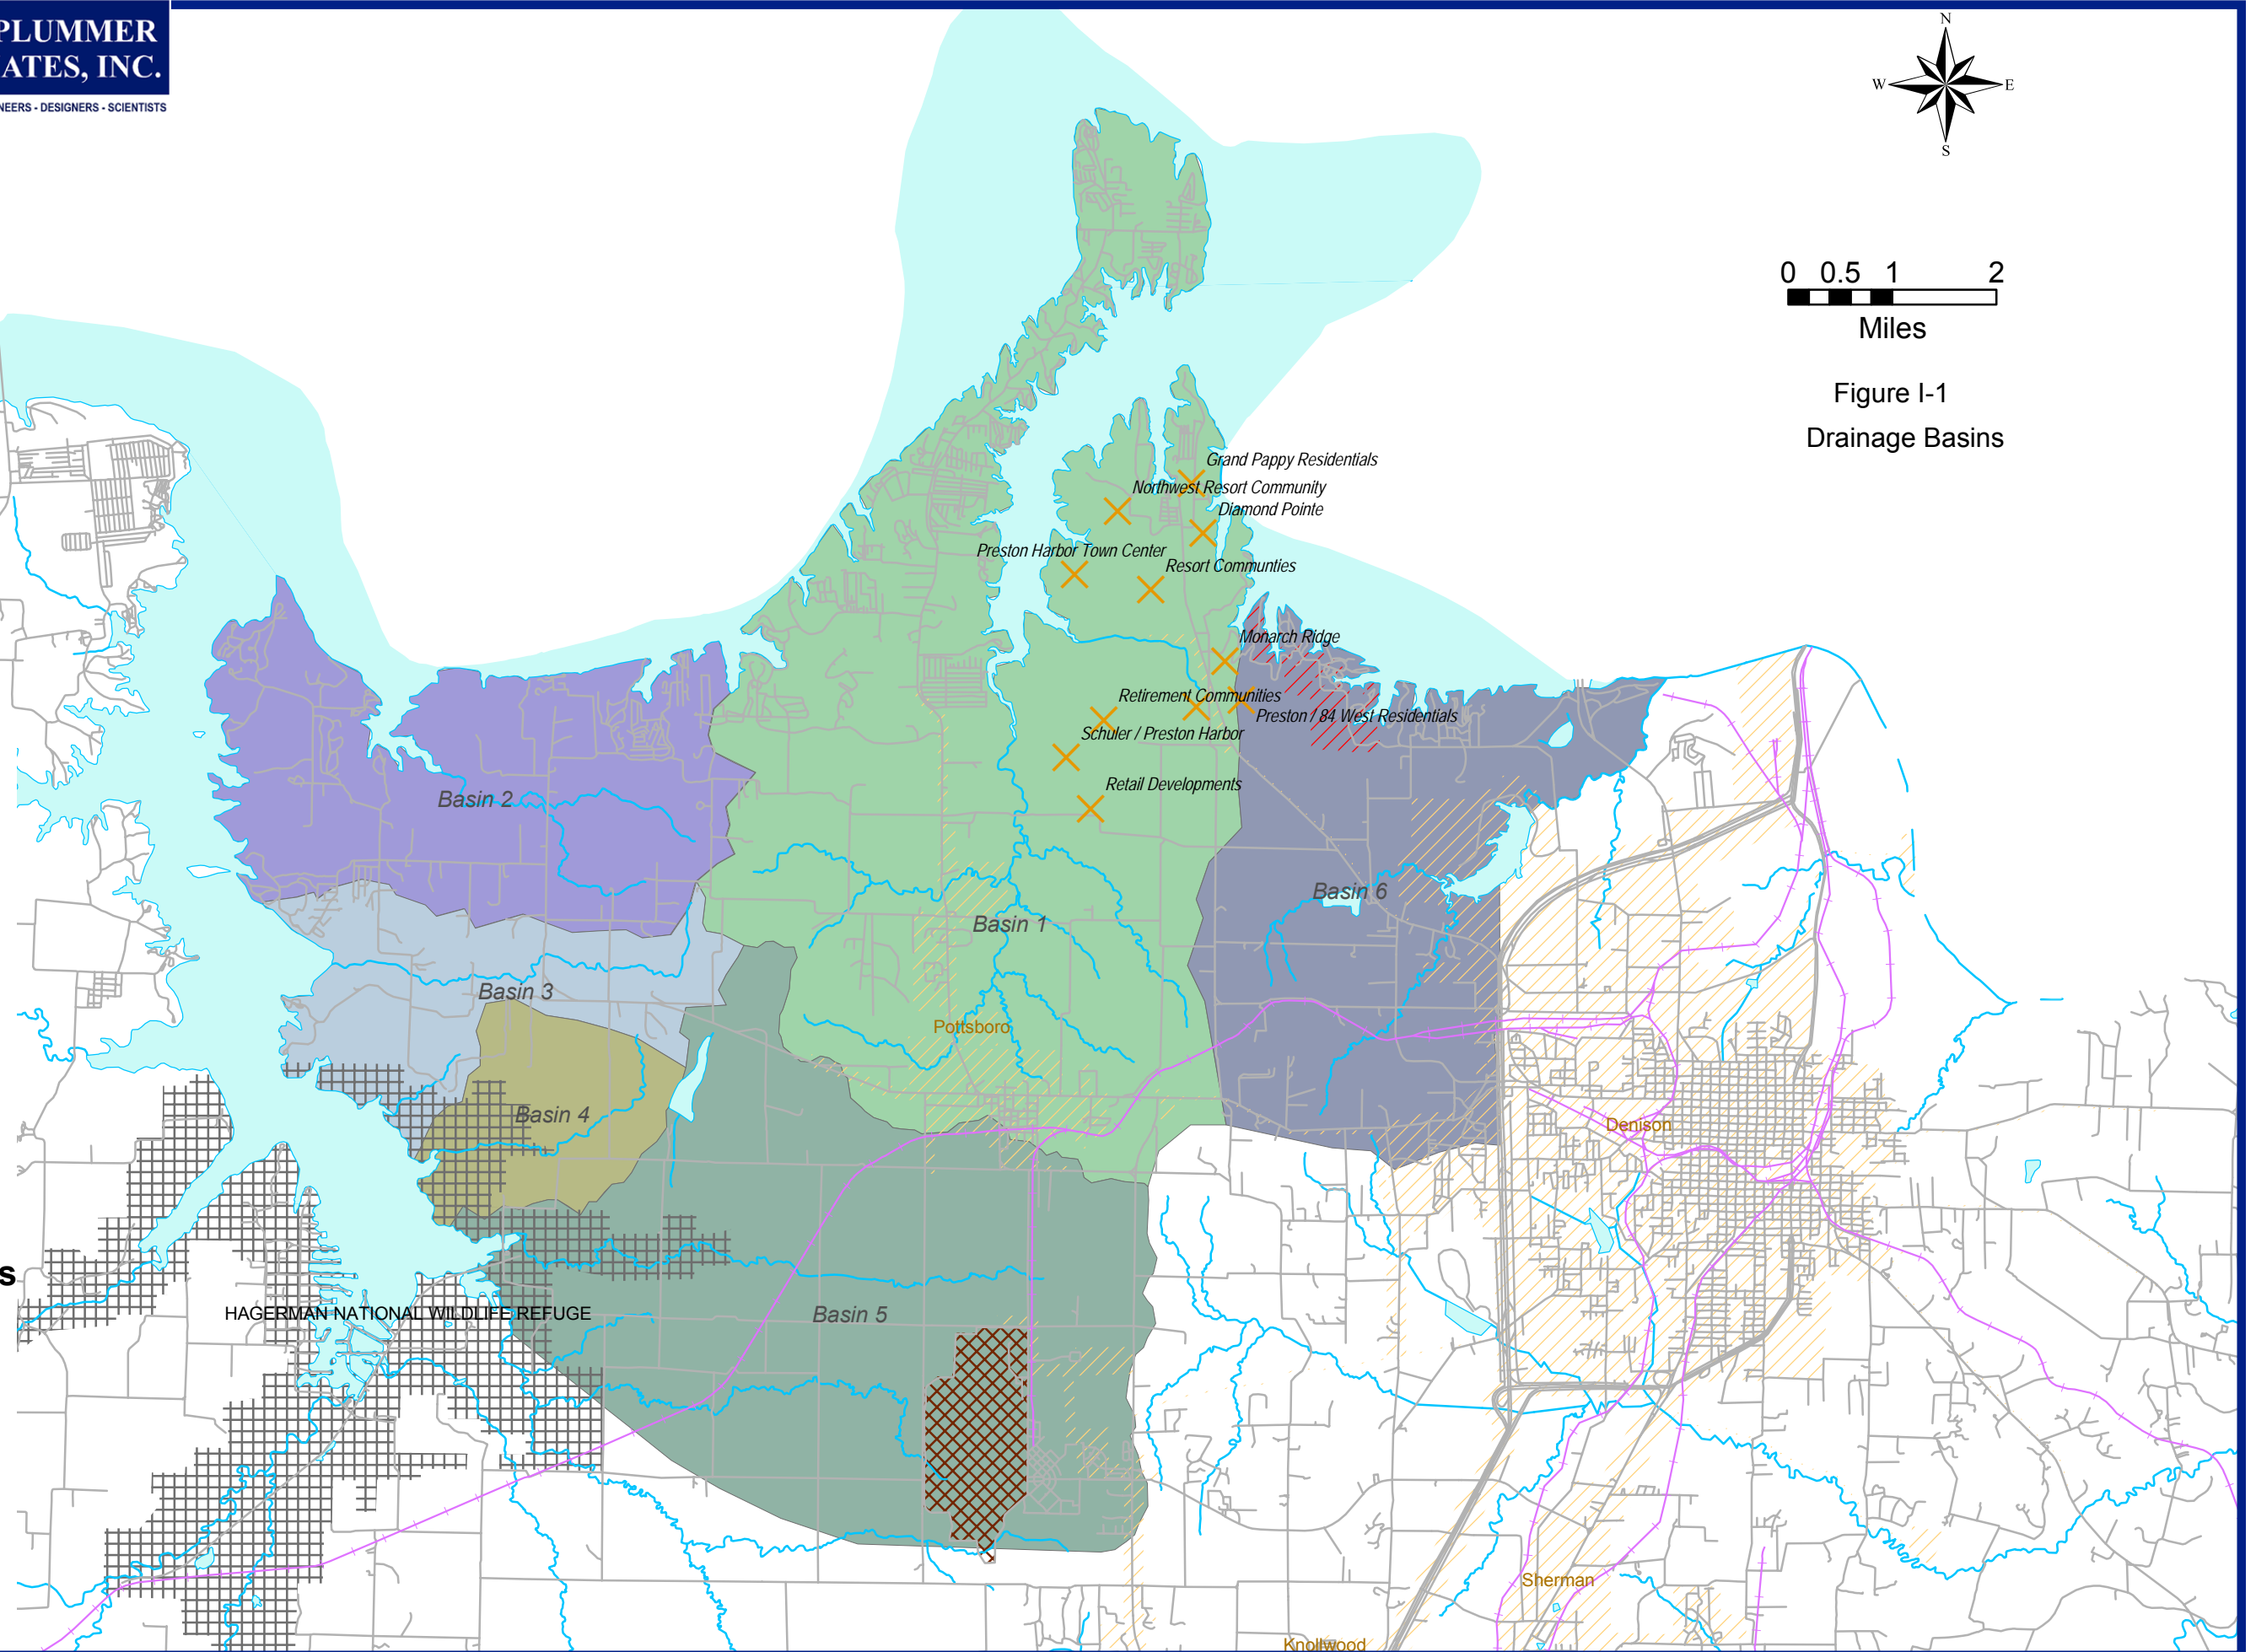 PLUMMER
ATES, INC.
NEERS - DESIGNERS - SCIENTISTS
N
W
E
S
0 0.5 1 2
Miles
Figure I-1
Drainage Basins
Grand Pappy Residentials
Northwest Resort Community
Diamond Pointe
Preston Harbor Town Center
Resort Communties
Monarch Ridge
Retirement Communities
Preston / 84 West Residentials
Schuler / Preston Harbor
Retail Developments
Basin 2
Basin 6
Basin 1
Basin 3
Pottsboro
Basin 4
Denison
s
HAGERMAN NATIONAL WILDLIFE REFUGE
Basin 5
Sherman
Knollwood